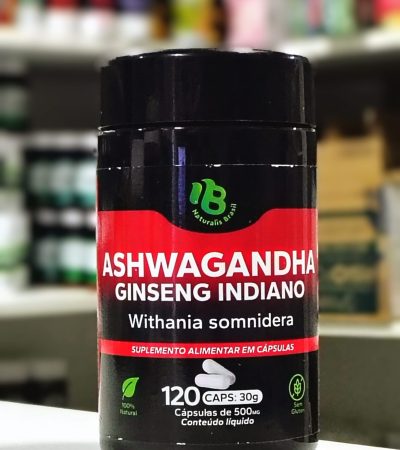 Naturalis Brasil
ASHWAGANDHA
GINSENG INDIANO
Withania somnidera
SUPLEMENTO ALIMENTAR EM CÁPSULAS
100%
Natural
120 CAPS: 30g
Cápsulas de 500MG
Conteúdo líquido
Sem
Glúten